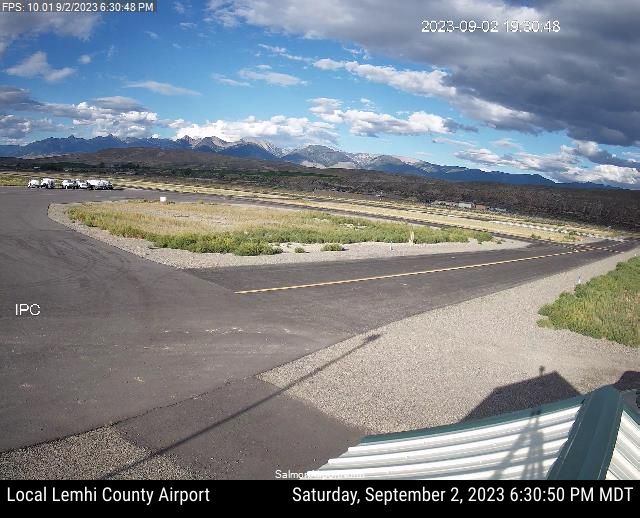 FPS: 10.01 9/2/2023 6:30:48 PM
2023-09-02 19:30:48
IPC
Local Lemhi County Airport
Saturday, September 2, 2023 6:30:50 PM MDT